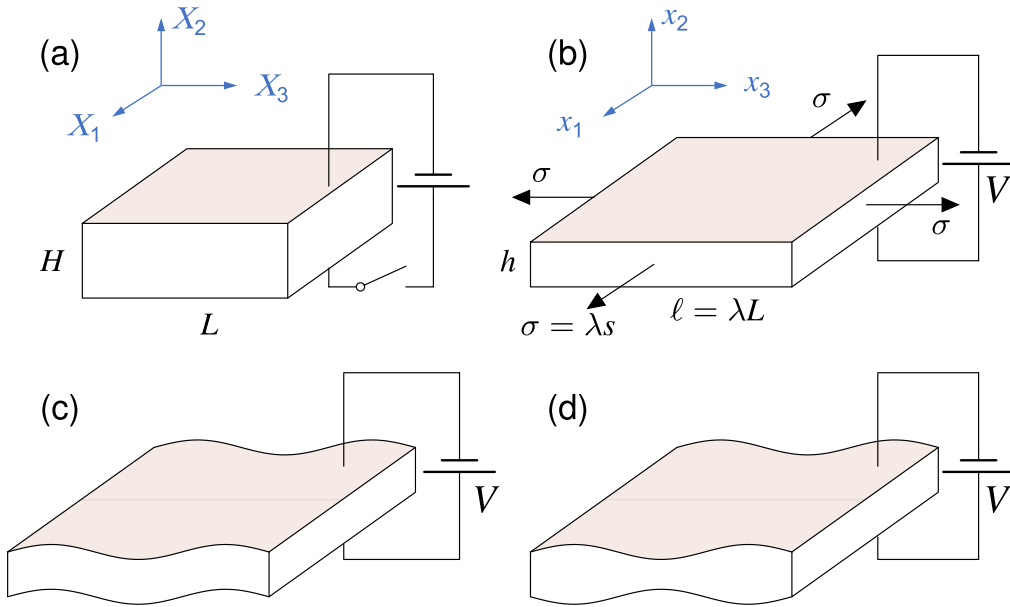 (a)
X₂
X₃
X₁
H
L
(b)
x₂
x₃
x₁
σ
σ
V
σ
h
σ = λs
ℓ = λL
(c)
V
(d)
V